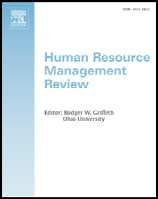 Human Resource
Management
Review
Editor: Rodger W. Griffeth
Ohio University